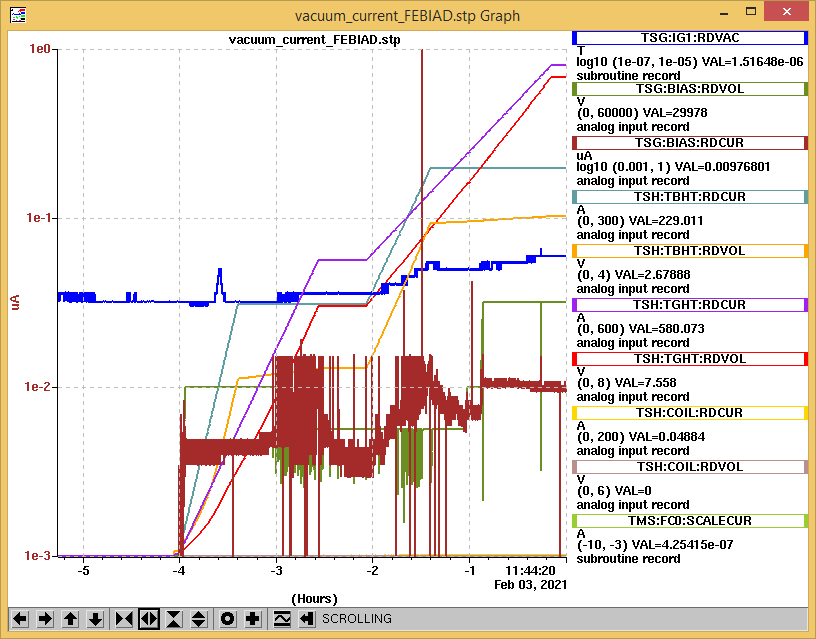 vacuum_current_FEBIAD.stp Graph
vacuum_current_FEBIAD.stp
1e0
1e-1
uA
1e-2
1e-3
-5
-4
-3
-2
-1
11:44:20
Feb 03, 2021
(Hours)
TSG:IG1:RDVAC
T
log10 (1e-07, 1e-05) VAL=1.51648e-06
subroutine record
TSG:BIAS:RDVOL
V
(0, 60000) VAL=29978
analog input record
TSG:BIAS:RDCUR
uA
log10 (0.001, 1) VAL=0.00976801
analog input record
TSH:TBHT:RDCUR
A
(0, 300) VAL=229.011
analog input record
TSH:TBHT:RDVOL
V
(0, 4) VAL=2.67888
analog input record
TSH:TGHT:RDCUR
A
(0, 600) VAL=580.073
analog input record
TSH:TGHT:RDVOL
V
(0, 8) VAL=7.558
analog input record
TSH:COIL:RDCUR
A
(0, 200) VAL=0.04884
analog input record
TSH:COIL:RDVOL
V
(0, 6) VAL=0
analog input record
TMS:FC0:SCALECUR
A
(-10, -3) VAL=4.25415e-07
subroutine record
SCROLLING